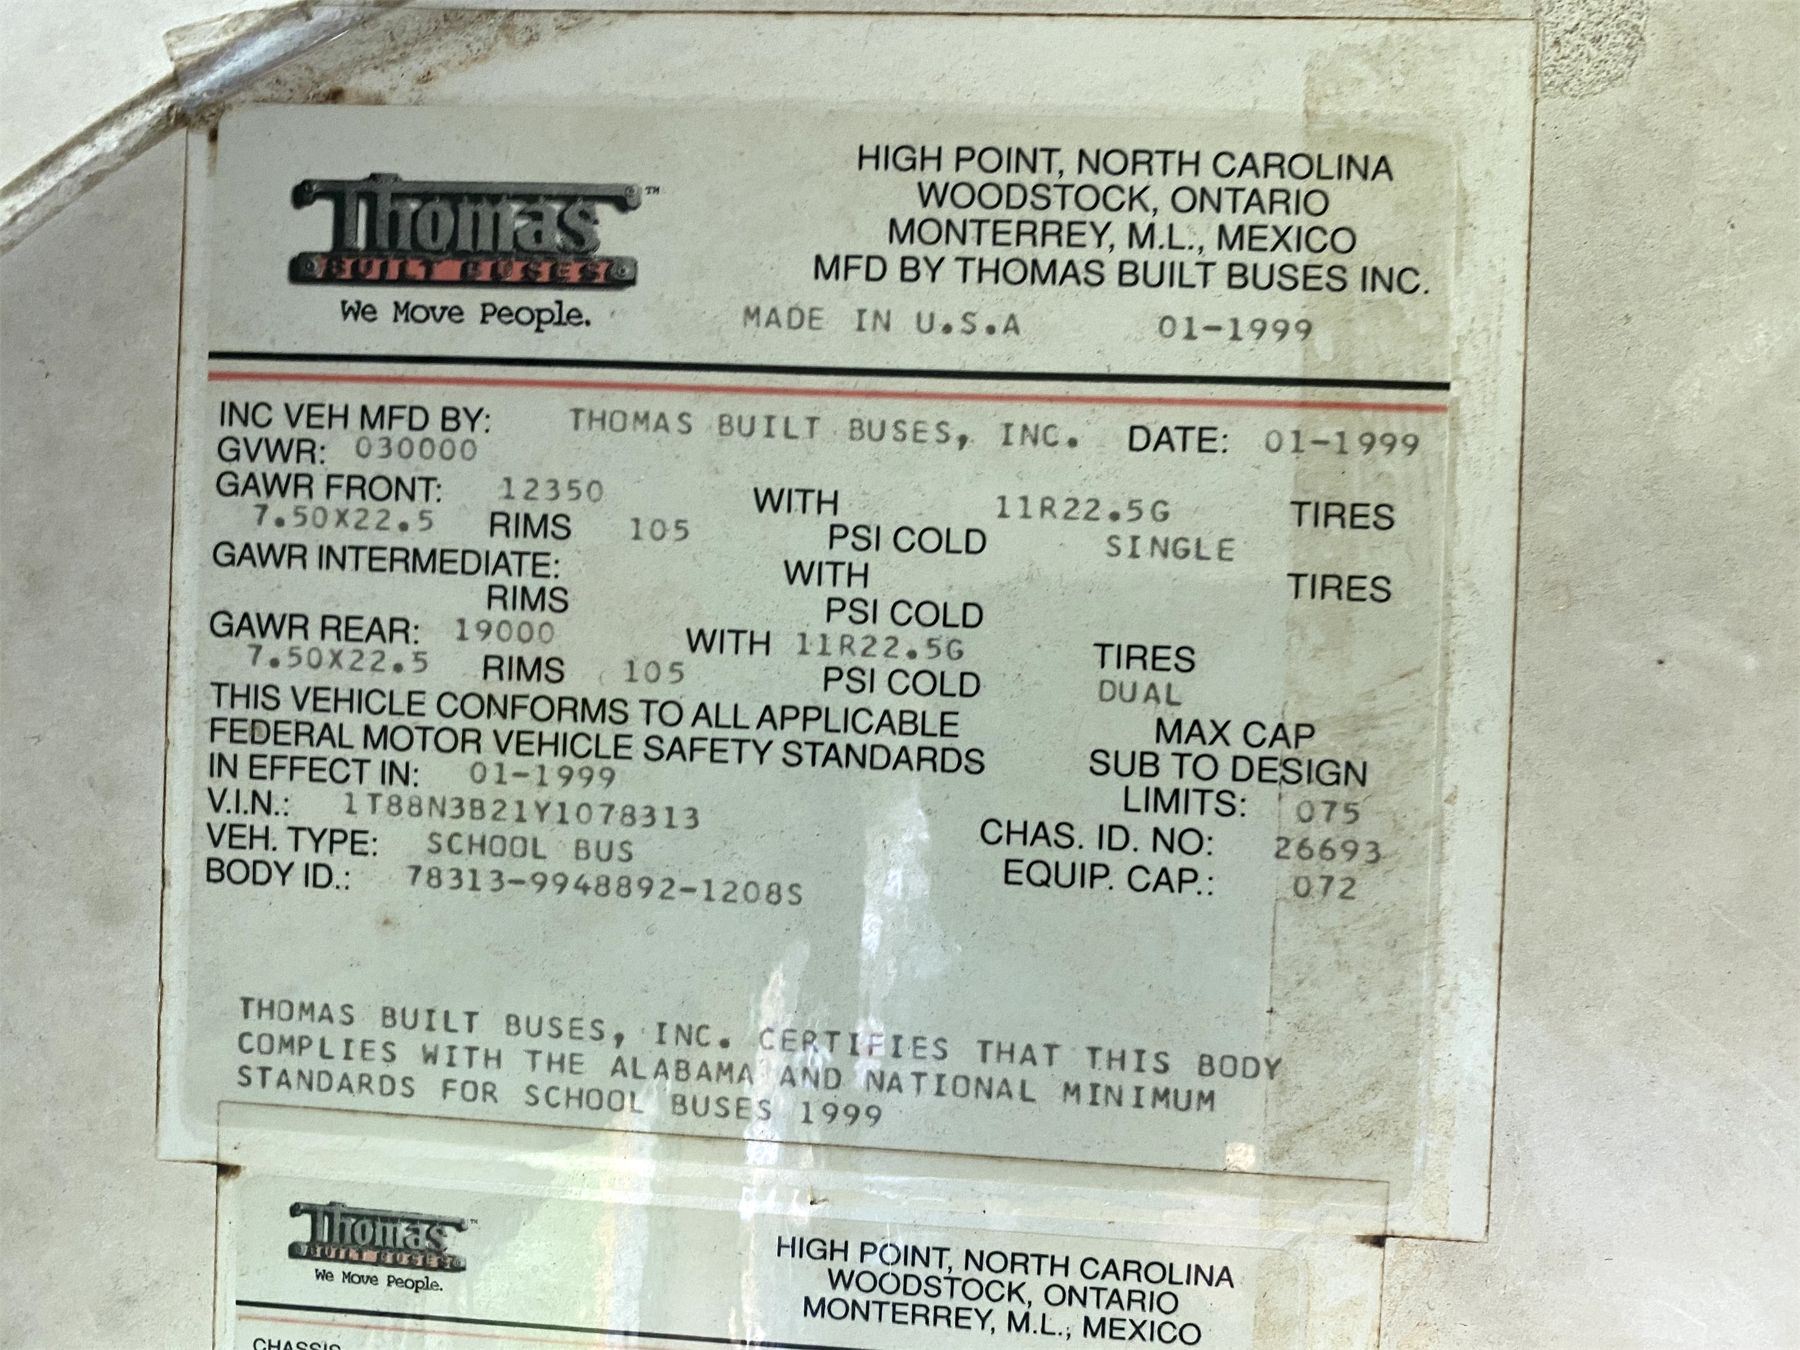 Thomas ™
BUILT BUSES
We Move People.
HIGH POINT, NORTH CAROLINA
WOODSTOCK, ONTARIO
MONTERREY, M.L., MEXICO
MFD BY THOMAS BUILT BUSES INC.
MADE IN U.S.A 01-1999
INC VEH MFD BY: THOMAS BUILT BUSES, INC. DATE: 01-1999
GVWR: 030000
GAWR FRONT: 12350 WITH 11R22.5G TIRES
7.50X22.5 RIMS 105 PSI COLD SINGLE
GAWR INTERMEDIATE: WITH TIRES
RIMS PSI COLD
GAWR REAR: 19000 WITH 11R22.5G TIRES
7.50X22.5 RIMS 105 PSI COLD DUAL
THIS VEHICLE CONFORMS TO ALL APPLICABLE MAX CAP
FEDERAL MOTOR VEHICLE SAFETY STANDARDS SUB TO DESIGN
IN EFFECT IN: 01-1999 LIMITS: 075
V.I.N.: 1T88N3B21Y1078313
VEH. TYPE: SCHOOL BUS CHAS. ID. NO: 26693
BODY ID.: 78313-9948892-1208S EQUIP. CAP.: 072
THOMAS BUILT BUSES, INC. CERTIFIES THAT THIS BODY
COMPLIES WITH THE ALABAMA AND NATIONAL MINIMUM
STANDARDS FOR SCHOOL BUSES 1999
Thomas ™
BUILT BUSES
We Move People.
HIGH POINT, NORTH CAROLINA
WOODSTOCK, ONTARIO
MONTERREY, M.L., MEXICO
CHASSIS